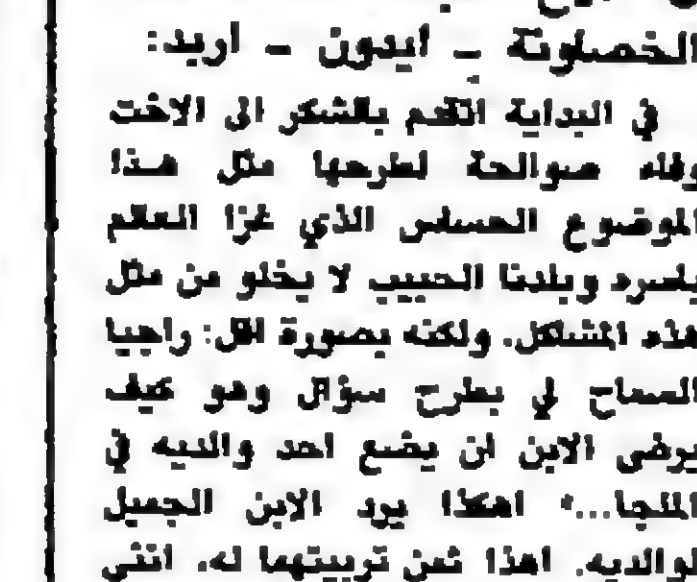 الخصاونة - ايدون - اربد:
في البداية اتقدم بالشكر الى الاخت
وفاء صوالحة لطرحها مثل هذا
الموضوع الحساس الذي غزا العالم
باسره وبلدنا الحبيب لا يخلو من مثل
هذه المشاكل. ولكنه بصورة اقل: راجيا
السماح لي بطرح سؤال وهو كيف
يرضى الابن ان يضع احد والديه في
الملجا...، اهكذا يرد الابن الجميل
لوالديه. اهذا ثمن تربيتهما له. انني